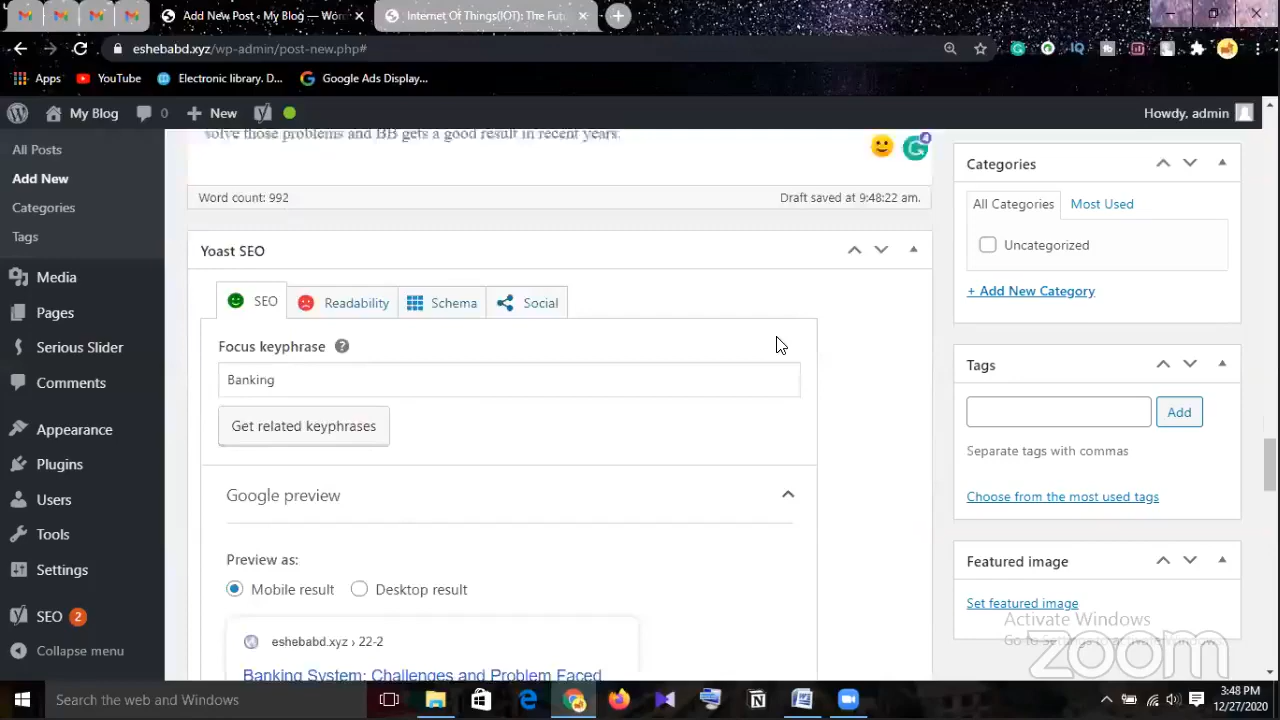 Add New Post ‹ My Blog — Wor
Internet Of Things(IOT): The Futu
eshebabd.xyz/wp-admin/post-new.php#
Apps
YouTube
Electronic library. D...
Google Ads Display...
My Blog
0
New
Howdy, admin
All Posts
Add New
Categories
Tags
Media
Pages
Serious Slider
Comments
Appearance
Plugins
Users
Tools
Settings
SEO 2
Collapse menu
solve those problems and BB gets a good result in recent years.
4
Word count: 992
Draft saved at 9:48:22 am.
Yoast SEO
SEO
Readability
Schema
Social
Focus keyphrase
Banking
Get related keyphrases
Google preview
Preview as:
Mobile result
Desktop result
eshebabd.xyz › 22-2
Banking System: Challenges and Problem Faced
Categories
All Categories
Most Used
Uncategorized
+ Add New Category
Tags
Add
Separate tags with commas
Choose from the most used tags
Featured image
Set featured image
Activate Windows
zoom
Search the web and Windows
3:48 PM
12/27/2020